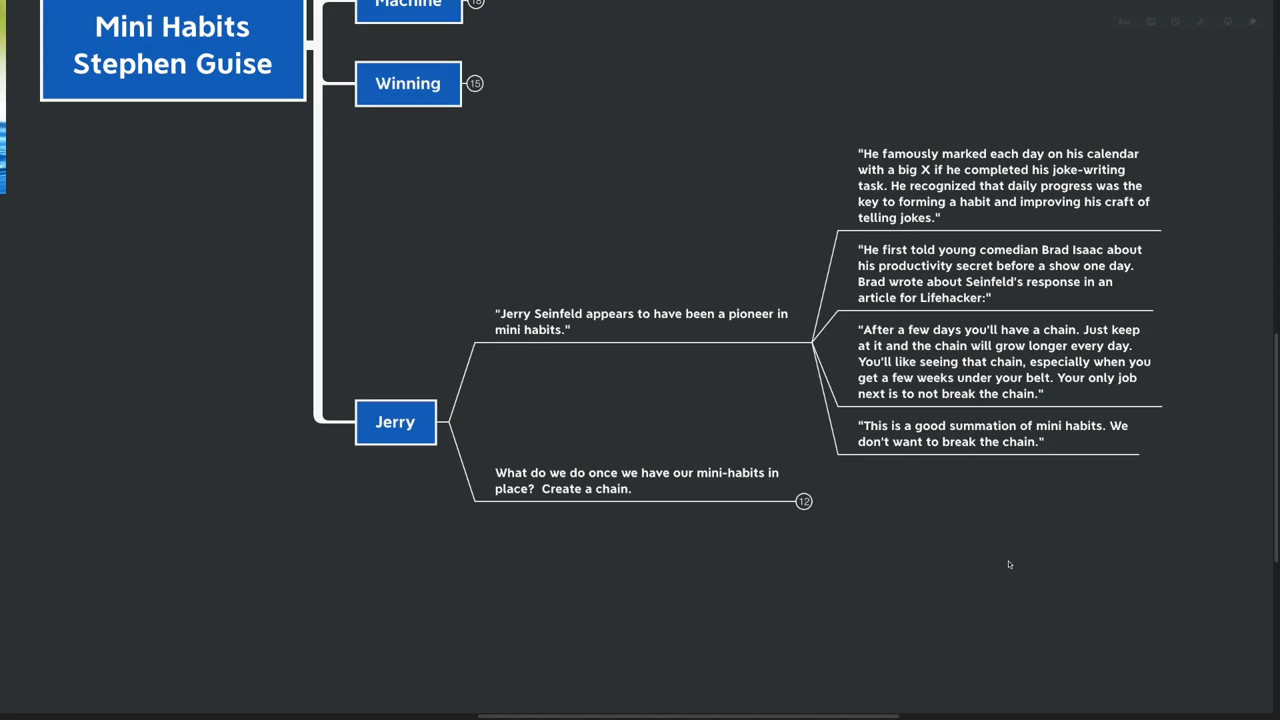 Mini Habits
Stephen Guise
Machine
18
Winning
15
Jerry
"Jerry Seinfeld appears to have been a pioneer in
mini habits."
"He famously marked each day on his calendar
with a big X if he completed his joke-writing
task. He recognized that daily progress was the
key to forming a habit and improving his craft of
telling jokes."
"He first told young comedian Brad Isaac about
his productivity secret before a show one day.
Brad wrote about Seinfeld's response in an
article for Lifehacker:"
"After a few days you'll have a chain. Just keep
at it and the chain will grow longer every day.
You'll like seeing that chain, especially when you
get a few weeks under your belt. Your only job
next is to not break the chain."
"This is a good summation of mini habits. We
don't want to break the chain."
What do we do once we have our mini-habits in
place?  Create a chain.
12